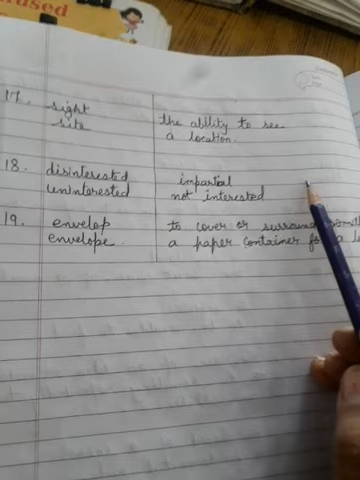 17. sight the ability to see
site a location.
18. disinterested impartial
uninterested not interested
19. envelop to cover or surround
envelope. a paper container for a